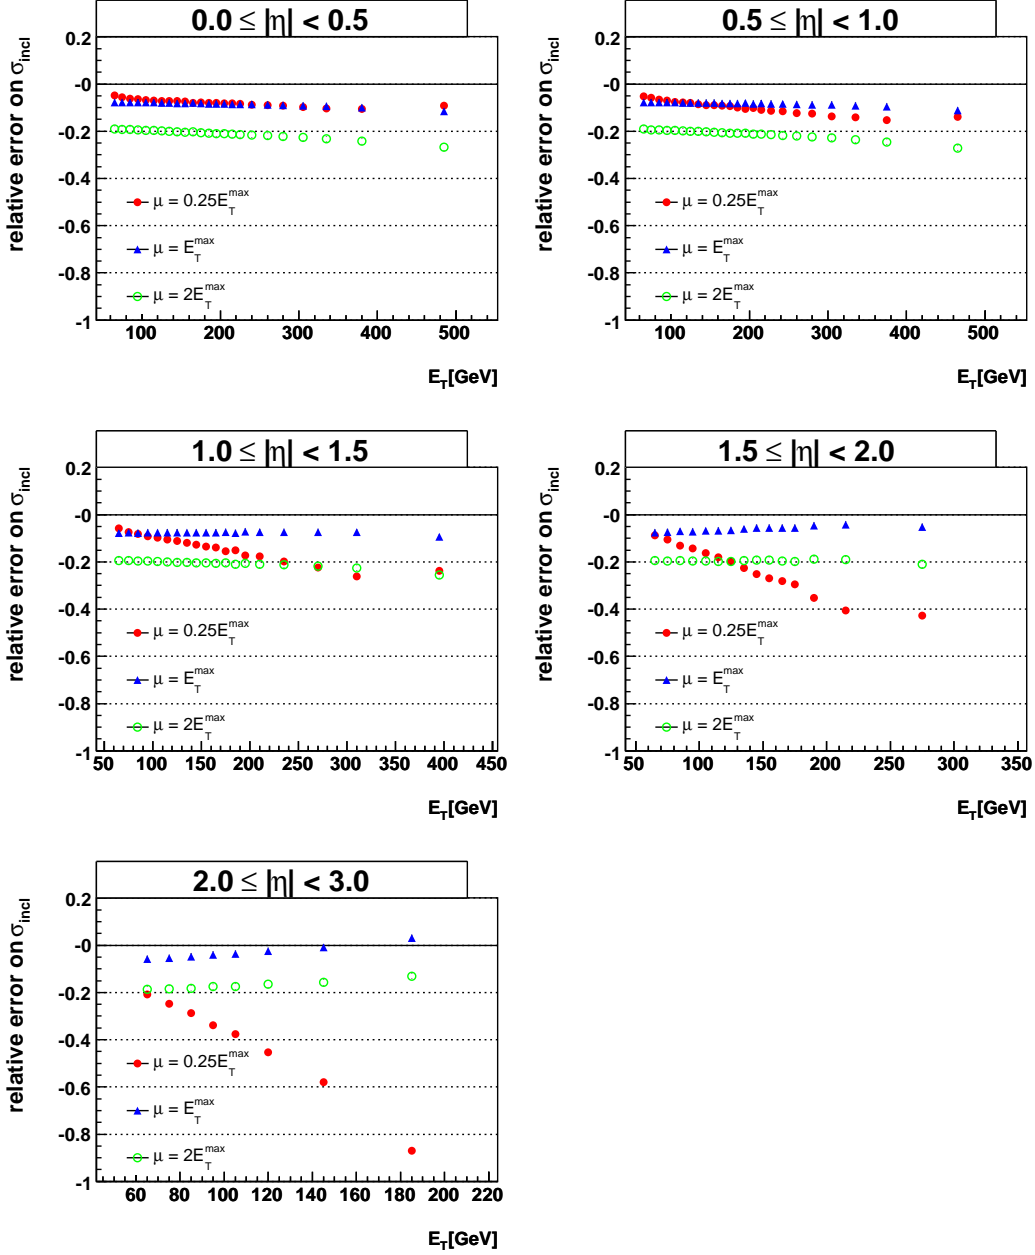 0.0 ≤ |η| < 0.5
relative error on σ_incl
0.2
-0
-0.2
-0.4
-0.6
-0.8
-1
μ = 0.25E_T^max
μ = E_T^max
μ = 2E_T^max
100 200 300 400 500
E_T[GeV]
0.5 ≤ |η| < 1.0
relative error on σ_incl
0.2
-0
-0.2
-0.4
-0.6
-0.8
-1
μ = 0.25E_T^max
μ = E_T^max
μ = 2E_T^max
100 200 300 400 500
E_T[GeV]
1.0 ≤ |η| < 1.5
relative error on σ_incl
0.2
-0
-0.2
-0.4
-0.6
-0.8
-1
μ = 0.25E_T^max
μ = E_T^max
μ = 2E_T^max
50 100 150 200 250 300 350 400 450
E_T[GeV]
1.5 ≤ |η| < 2.0
relative error on σ_incl
0.2
-0
-0.2
-0.4
-0.6
-0.8
-1
μ = 0.25E_T^max
μ = E_T^max
μ = 2E_T^max
50 100 150 200 250 300 350
E_T[GeV]
2.0 ≤ |η| < 3.0
relative error on σ_incl
0.2
-0
-0.2
-0.4
-0.6
-0.8
-1
μ = 0.25E_T^max
μ = E_T^max
μ = 2E_T^max
60 80 100 120 140 160 180 200 220
E_T[GeV]